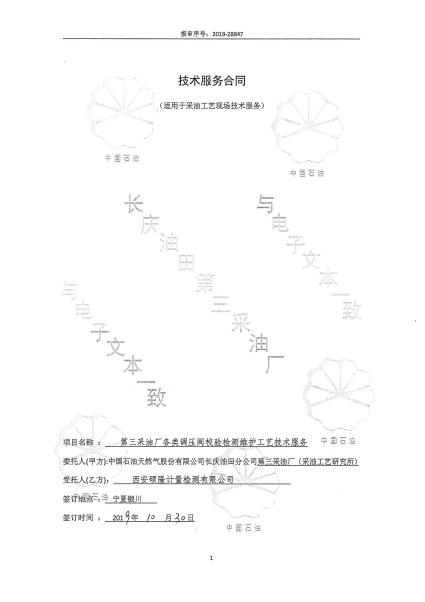 报审序号：2019-28847
技术服务合同
（适用于采油工艺现场技术服务）
中国石油
中国石油
长庆油田第三采油厂
与电子文本一致
与电子文本一致
中国石油
项目名称 ： 第三采油厂各类调压阀校验检测维护工艺技术服务
委托人(甲方):中国石油天然气股份有限公司长庆油田分公司第三采油厂（采油工艺研究所）
受托人(乙方)： 西安硕隆计量检测有限公司
中国石油
签订地点： 宁夏银川
签订时间 ： 2019年 10 月30日
中国石油
1